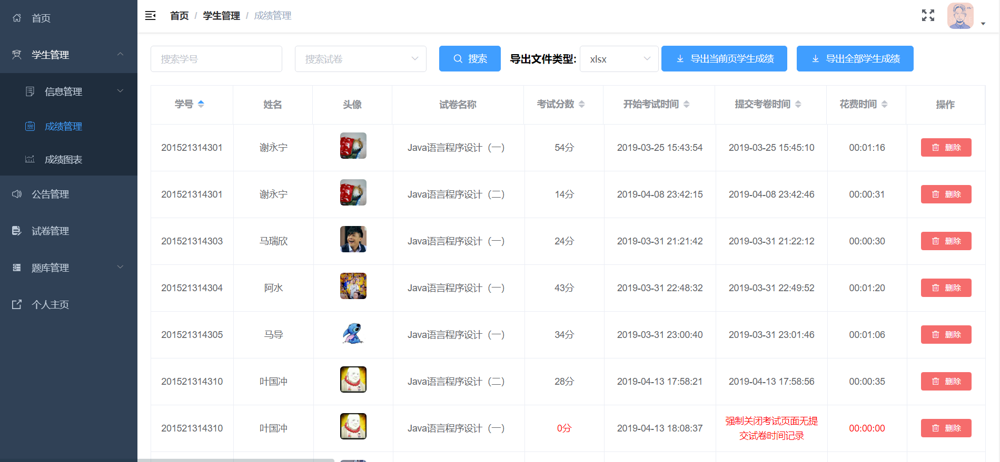 首页
学生管理
信息管理
成绩管理
成绩图表
公告管理
试卷管理
题库管理
个人主页
首页 / 学生管理 / 成绩管理
搜索学号 搜索试卷 搜索 导出文件类型: xlsx 导出当前页学生成绩 导出全部学生成绩
学号 姓名 头像 试卷名称 考试分数 开始考试时间 提交考卷时间 花费时间 操作
201521314301 谢永宁 Java语言程序设计（一） 54分 2019-03-25 15:43:54 2019-03-25 15:45:10 00:01:16 删除
201521314301 谢永宁 Java语言程序设计（二） 14分 2019-04-08 23:42:15 2019-04-08 23:42:46 00:00:31 删除
201521314303 马瑞欣 Java语言程序设计（一） 24分 2019-03-31 21:21:42 2019-03-31 21:22:12 00:00:30 删除
201521314304 阿水 Java语言程序设计（一） 43分 2019-03-31 22:48:32 2019-03-31 22:49:52 00:01:20 删除
201521314305 马导 Java语言程序设计（一） 34分 2019-03-31 23:00:40 2019-03-31 23:01:46 00:01:06 删除
201521314310 叶国冲 Java语言程序设计（二） 28分 2019-04-13 17:58:21 2019-04-13 17:58:56 00:00:35 删除
201521314310 叶国冲 Java语言程序设计（一） 0分 2019-04-13 18:08:37 强制关闭考试页面无提
交试卷时间记录 00:00:00 删除